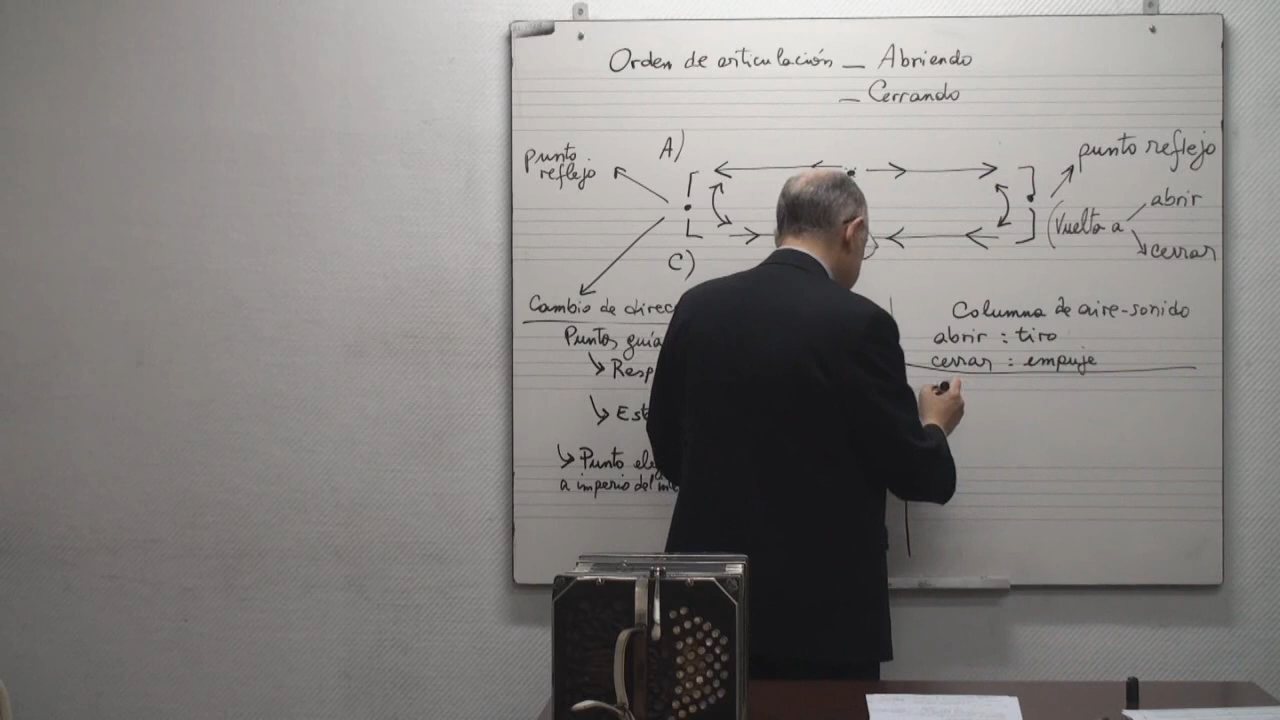 Orden de articulación _ Abriendo
_ Cerrando
A)
punto reflejo
punto reflejo
(Vuelta a
abrir
cerrar
C)
Cambio de direc
Columna de aire-sonido
abrir : tiro
cerrar : empuje
Puntos guía
Resp
Est
Punto ele
a imperio del